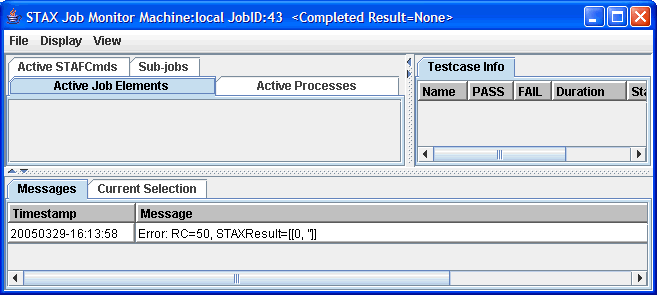 STAX Job Monitor Machine:local JobID:43 <Completed Result=None>
File Display View
Active STAFCmds Sub-jobs
Active Job Elements Active Processes
Testcase Info
Name PASS FAIL Duration Sta
Messages Current Selection
Timestamp Message
20050329-16:13:58 Error: RC=50, STAXResult=[[0, '']]